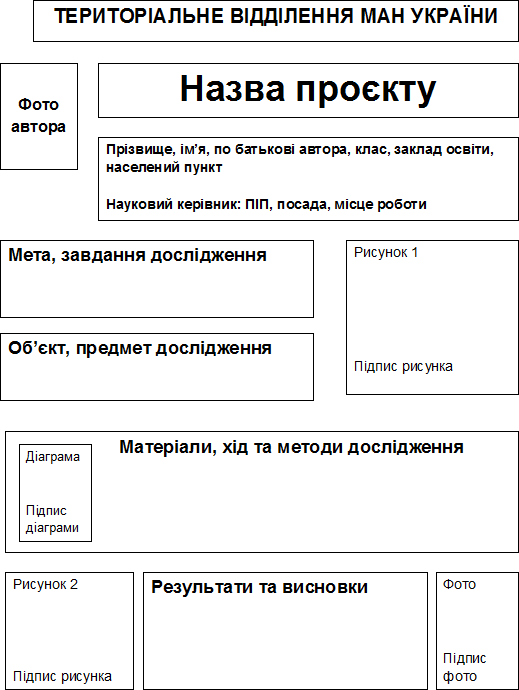 ТЕРИТОРІАЛЬНЕ ВІДДІЛЕННЯ МАН УКРАЇНИ
Фото
автора
Назва проєкту
Прізвище, ім’я, по батькові автора, клас, заклад освіти,
населений пункт
Науковий керівник: ПІП, посада, місце роботи
Мета, завдання дослідження
Рисунок 1
Підпис рисунка
Об’єкт, предмет дослідження
Матеріали, хід та методи дослідження
Діаграма
Підпис
діаграми
Рисунок 2
Підпис рисунка
Результати та висновки
Фото
Підпис
фото